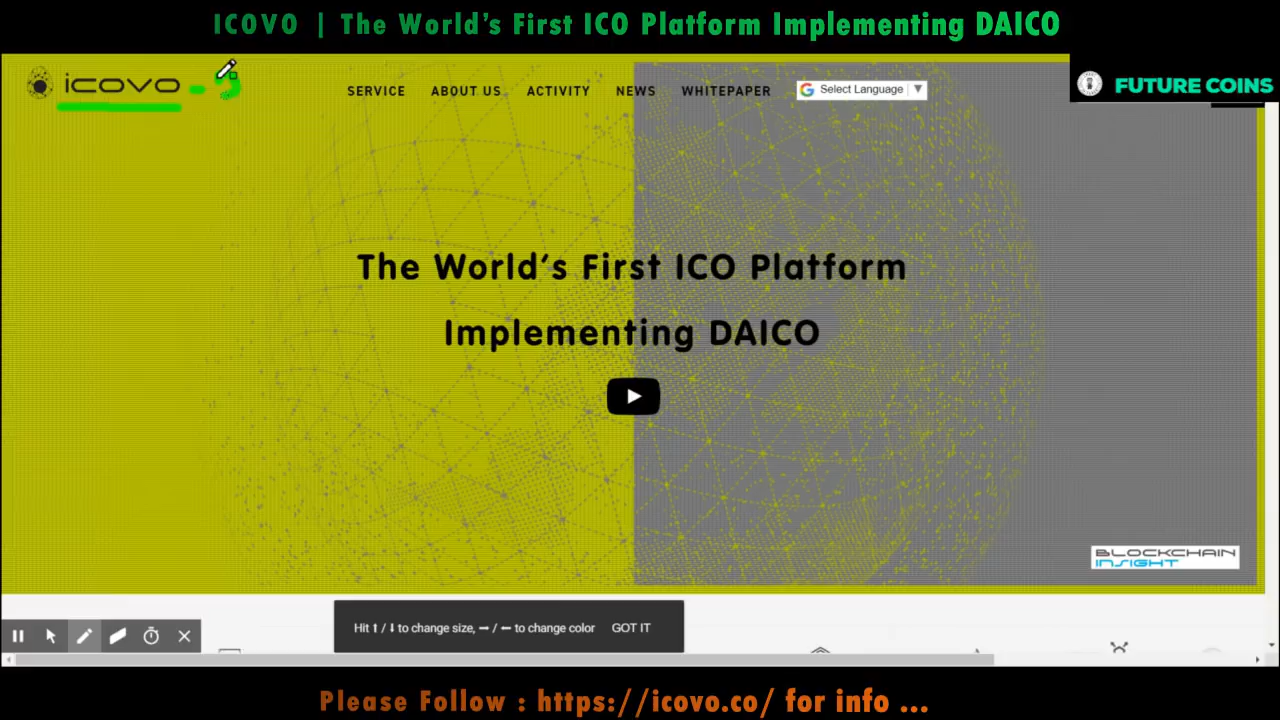 ICOVO | The World's First ICO Platform Implementing DAICO
icovo
SERVICE ABOUT US ACTIVITY NEWS WHITEPAPER
Select Language ▼
FUTURE COINS
The World's First ICO Platform
Implementing DAICO
BLOCKCHAIN
INSIGHT
Hit ⬆ / ⬇ to change size, ➡ / ⬅ to change color GOT IT
Please Follow : https://icovo.co/ for info ...